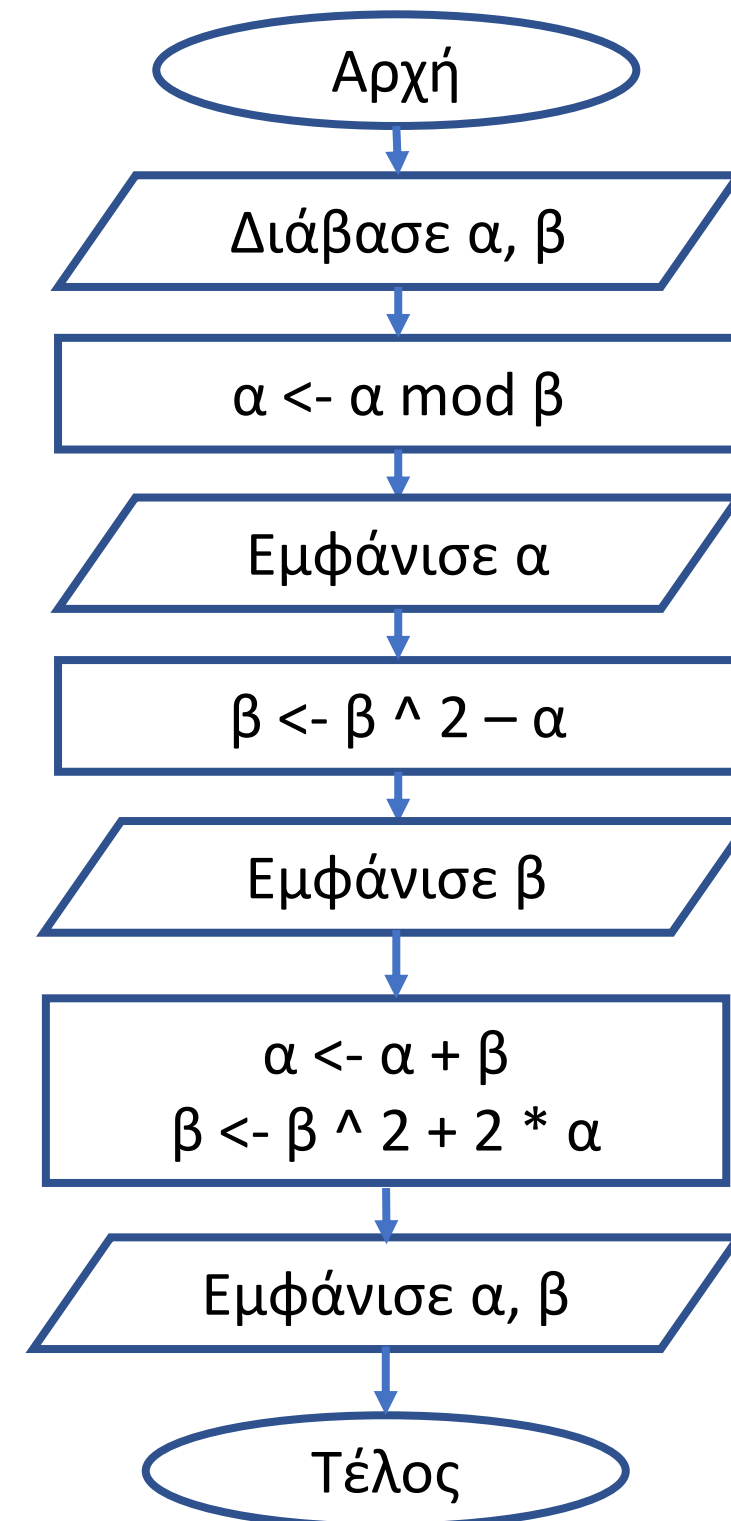 Αρχή
Διάβασε α, β
α <- α mod β
Εμφάνισε α
β <- β ^ 2 – α
Εμφάνισε β
α <- α + β
β <- β ^ 2 + 2 * α
Εμφάνισε α, β
Τέλος